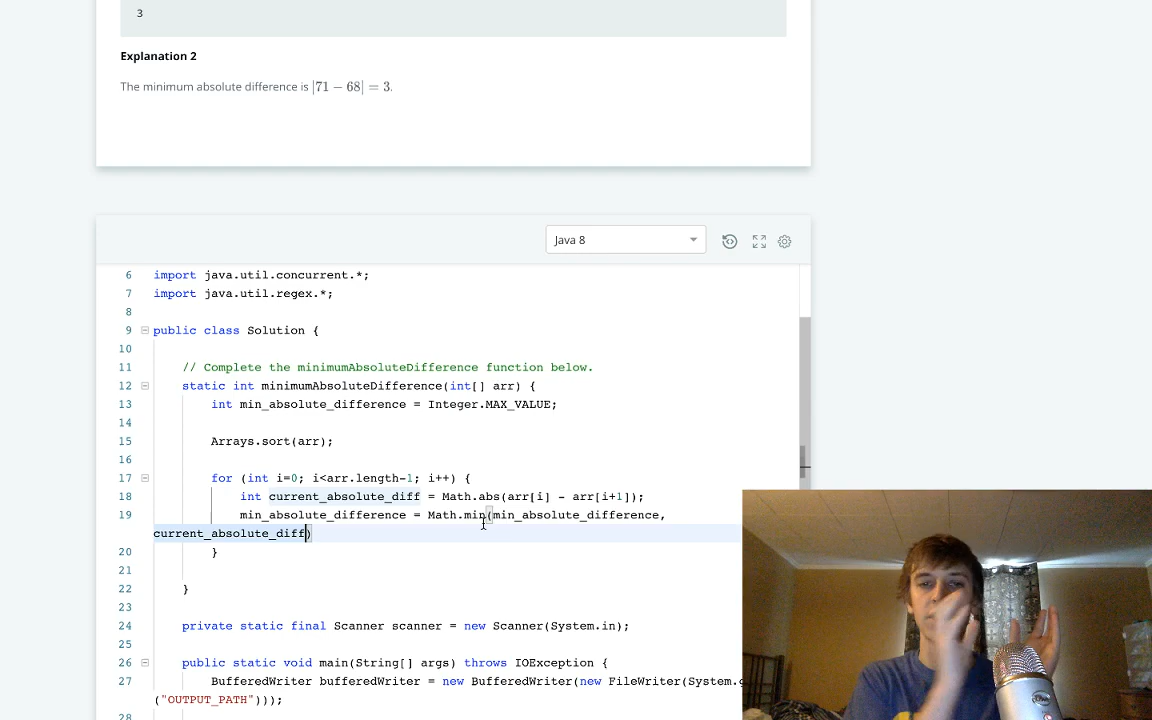 3
Explanation 2
The minimum absolute difference is |71 − 68| = 3.
Java 8
6 import java.util.concurrent.*;
7 import java.util.regex.*;
8
9 public class Solution {
10
11 // Complete the minimumAbsoluteDifference function below.
12 static int minimumAbsoluteDifference(int[] arr) {
13 int min_absolute_difference = Integer.MAX_VALUE;
14
15 Arrays.sort(arr);
16
17 for (int i=0; i<arr.length-1; i++) {
18 int current_absolute_diff = Math.abs(arr[i] - arr[i+1]);
19 min_absolute_difference = Math.min(min_absolute_difference,
current_absolute_diff)
20 }
21
22 }
23
24 private static final Scanner scanner = new Scanner(System.in);
25
26 public static void main(String[] args) throws IOException {
27 BufferedWriter bufferedWriter = new BufferedWriter(new FileWriter(System.
("OUTPUT_PATH")));
28